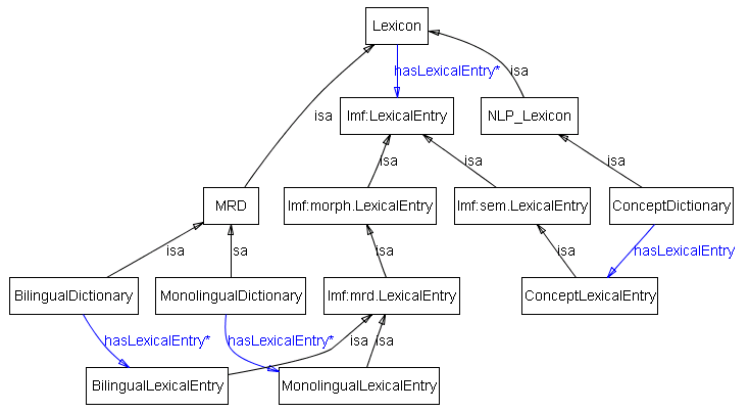 Lexicon
hasLexicalEntry*
isa
isa
lmf:LexicalEntry
NLP_Lexicon
isa
isa
isa
MRD
lmf:morph.LexicalEntry
lmf:sem.LexicalEntry
ConceptDictionary
isa
isa
isa
isa
hasLexicalEntry
BilingualDictionary
MonolingualDictionary
lmf:mrd.LexicalEntry
ConceptLexicalEntry
hasLexicalEntry*
hasLexicalEntry*
isa
isa
BilingualLexicalEntry
MonolingualLexicalEntry